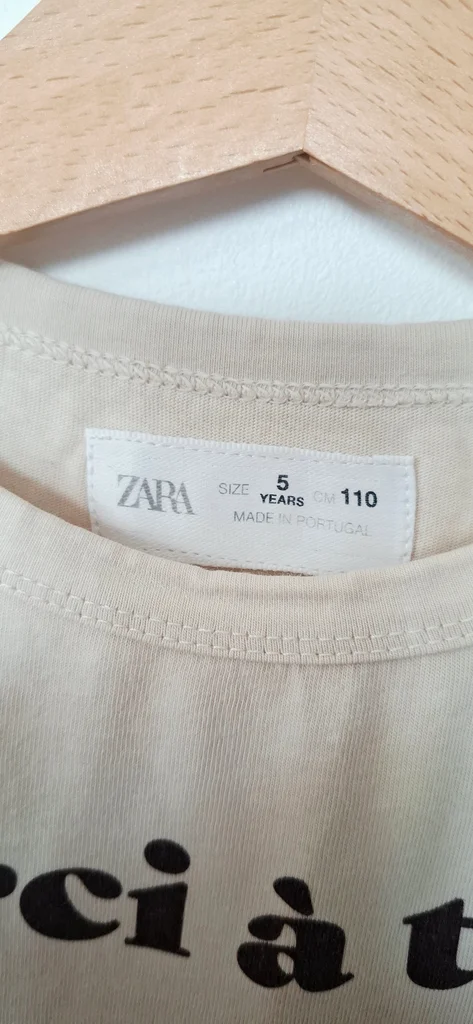 ZARA SIZE 5 YEARS CM 110
MADE IN PORTUGAL
rci à t